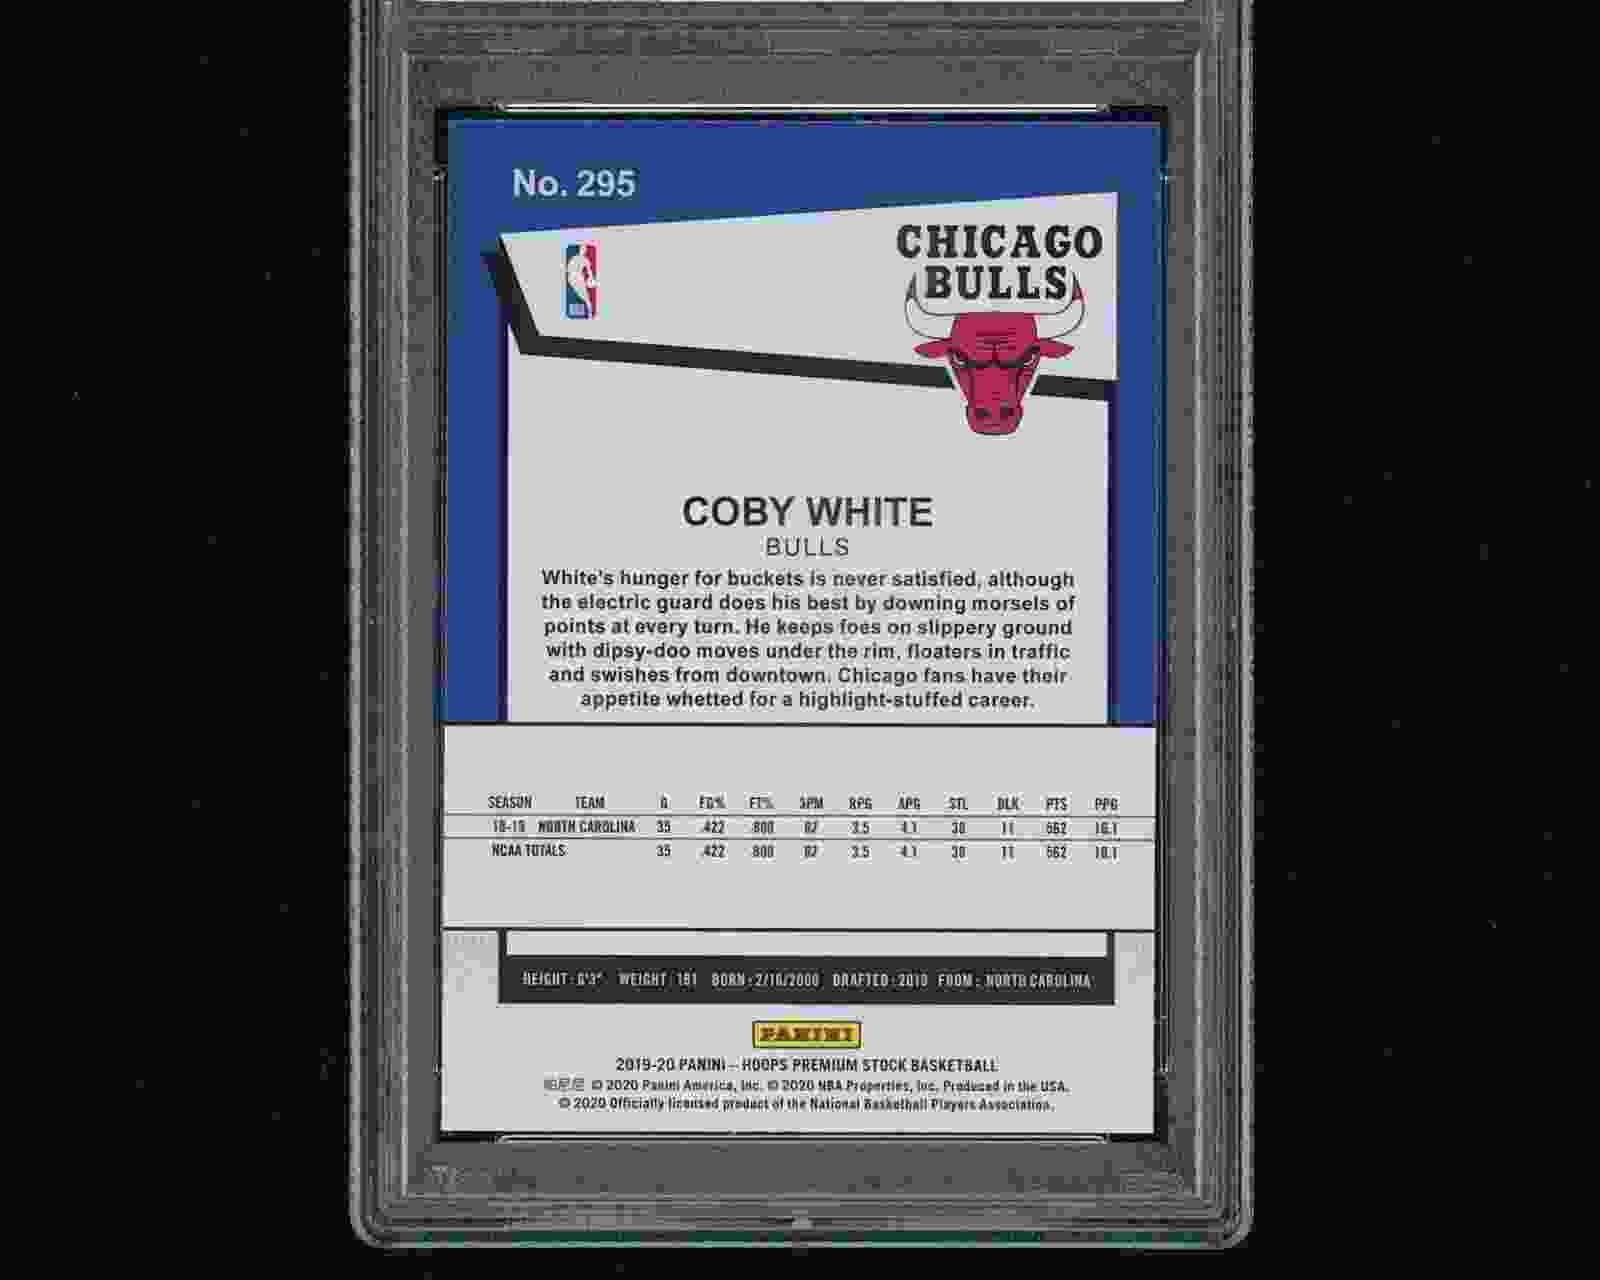 No. 295
CHICAGO
BULLS
COBY WHITE
BULLS
White's hunger for buckets is never satisfied, although
the electric guard does his best by downing morsels of
points at every turn. He keeps foes on slippery ground
with dipsy-doo moves under the rim, floaters in traffic
and swishes from downtown. Chicago fans have their
appetite whetted for a highlight-stuffed career.
SEASON TEAM G FG% FT% 3PM RPG APG STL BLK PTS PPG
NORTH CAROLINA 35 .422 .800 3.5 4.1 11 562 16.1
NCAA TOTALS 35 .422 .800 3.5 4.1 11 562 16.1
HEIGHT: 6'3" WEIGHT: 191 BORN: 2/16/2000 DRAFTED: 2019 FROM: NORTH CAROLINA
PANINI
2019-20 PANINI – HOOPS PREMIUM STOCK BASKETBALL
© 2020 Panini America, Inc. © 2020 NBA Properties, Inc. Produced in the USA.
© 2020 Officially licensed product of the National Basketball Players Association.